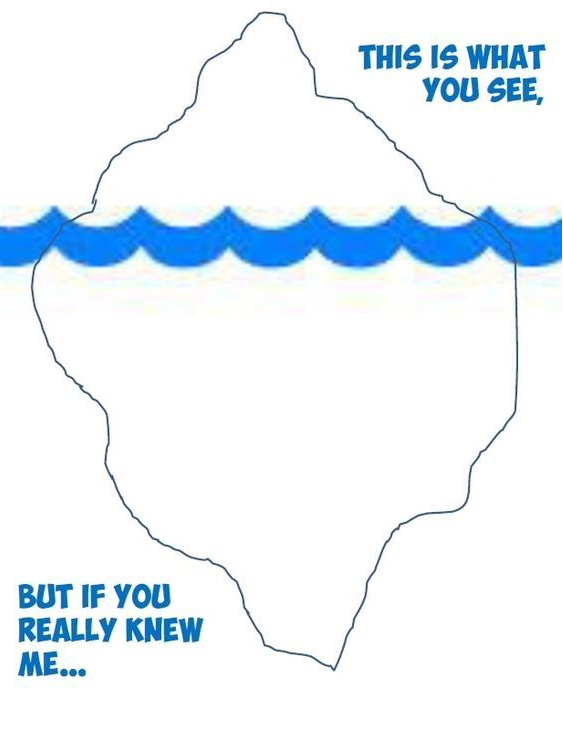 THIS IS WHAT
YOU SEE,
BUT IF YOU
REALLY KNEW
ME...